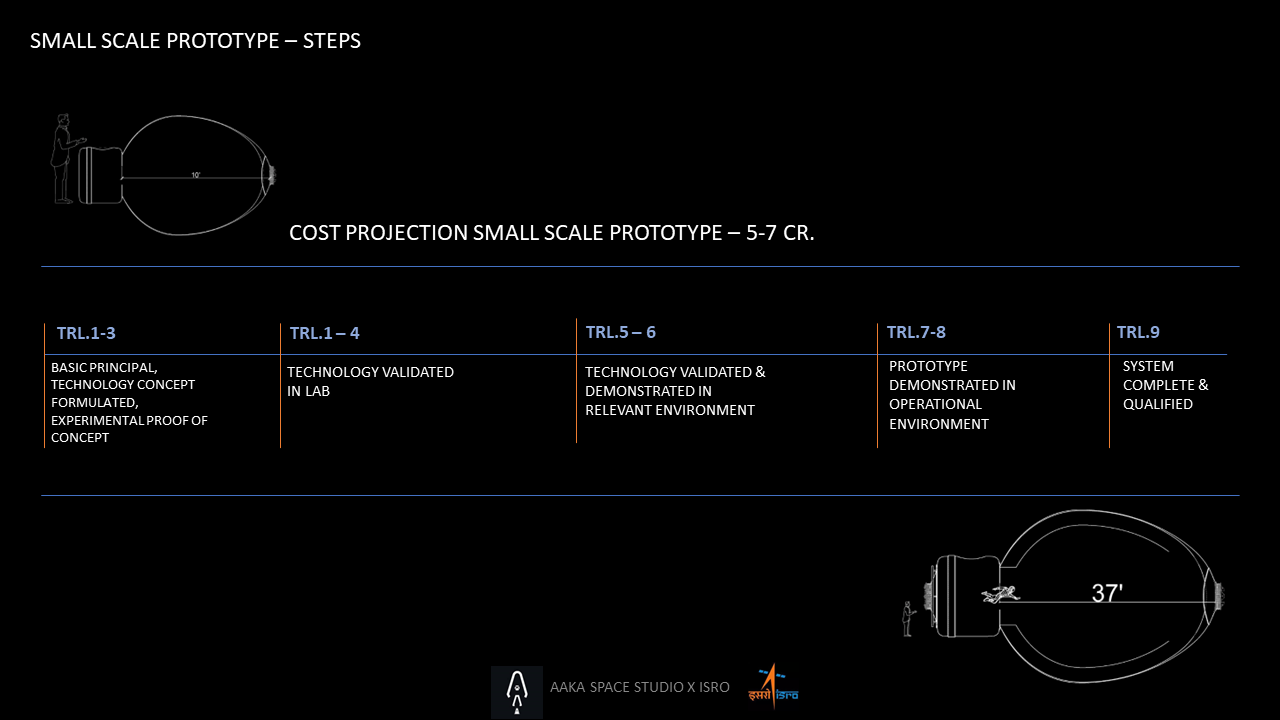 SMALL SCALE PROTOTYPE – STEPS
10'
COST PROJECTION SMALL SCALE PROTOTYPE – 5-7 CR.
TRL.1-3
BASIC PRINCIPAL,
TECHNOLOGY CONCEPT
FORMULATED,
EXPERIMENTAL PROOF OF
CONCEPT
TRL.1 – 4
TECHNOLOGY VALIDATED
IN LAB
TRL.5 – 6
TECHNOLOGY VALIDATED &
DEMONSTRATED IN
RELEVANT ENVIRONMENT
TRL.7-8
PROTOTYPE
DEMONSTRATED IN
OPERATIONAL
ENVIRONMENT
TRL.9
SYSTEM
COMPLETE &
QUALIFIED
37'
AAKA SPACE STUDIO X ISRO
इसरो isro